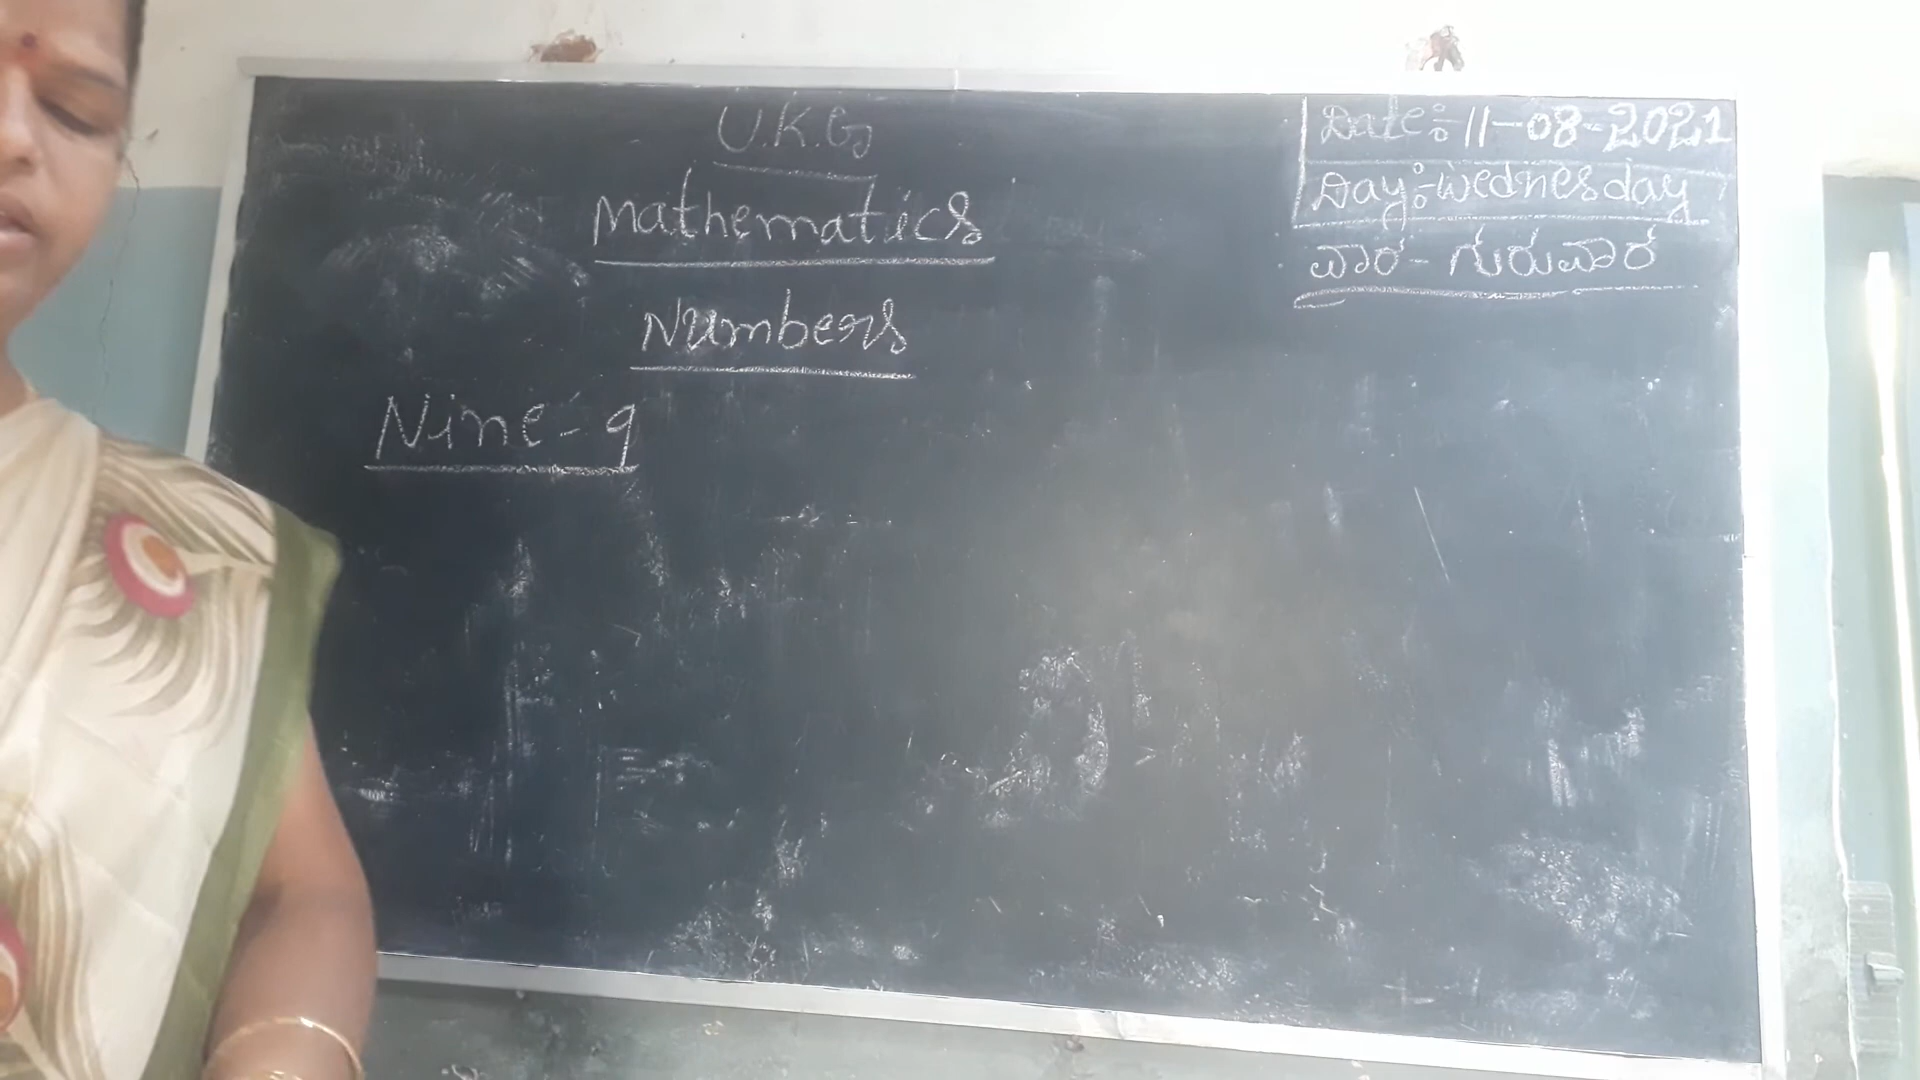 U.K.G
Mathematics
Numbers
Nine - 9
Date:- 11-08-2021
Day:- Wednesday
ವಾರ - ಗುರುವಾರ